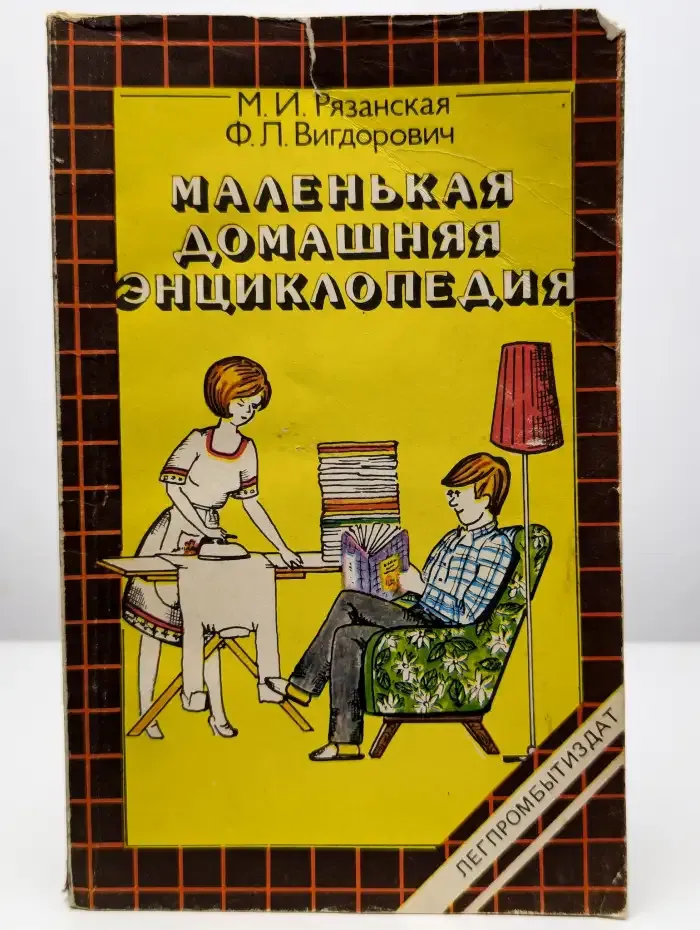 М. И. Рязанская
Ф. Л. Вигдорович
МАЛЕНЬКАЯ
ДОМАШНЯЯ
ЭНЦИКЛОПЕДИЯ
ЛЕГПРОМБЫТИЗДАТ